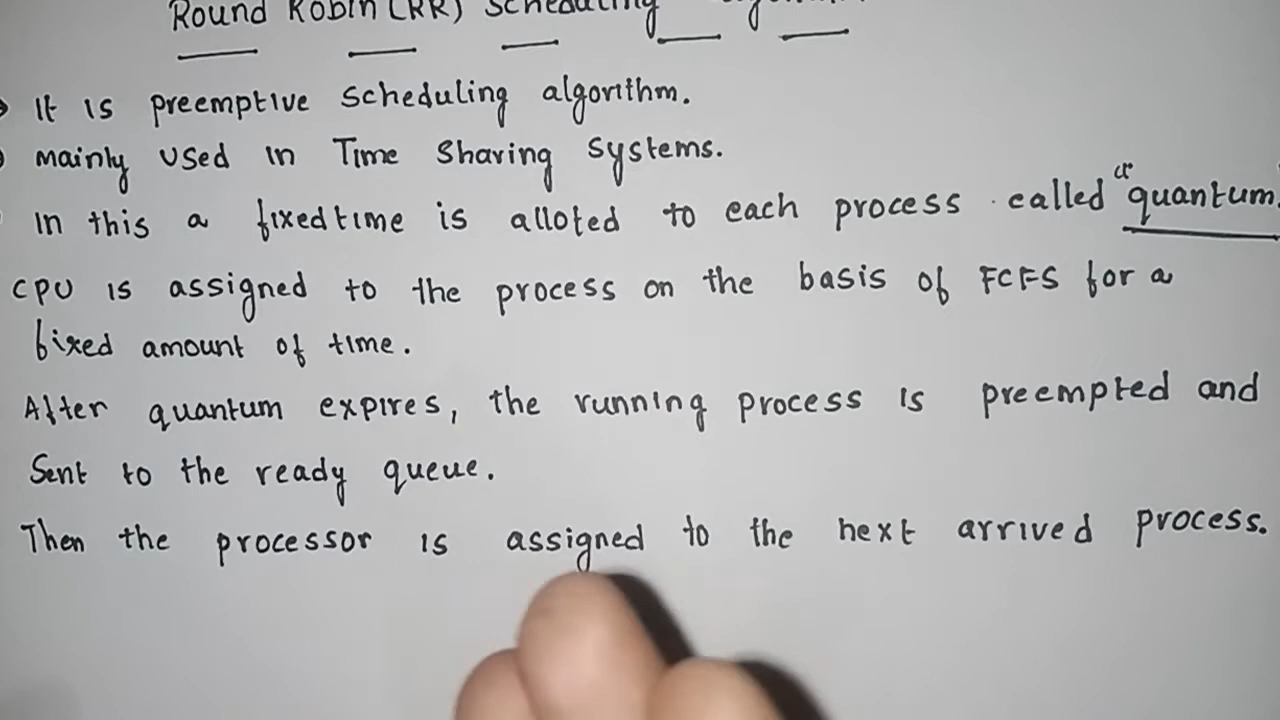 Round Robin (RR) Scheduling
→ It is preemptive scheduling algorithm.
mainly used in Time Sharing systems.
In this a fixed time is alloted to each process called a quantum.
CPU is assigned to the process on the basis of FCFS for a
fixed amount of time.
After quantum expires, the running process is preempted and
Sent to the ready queue.
Then the processor is assigned to the next arrived process.